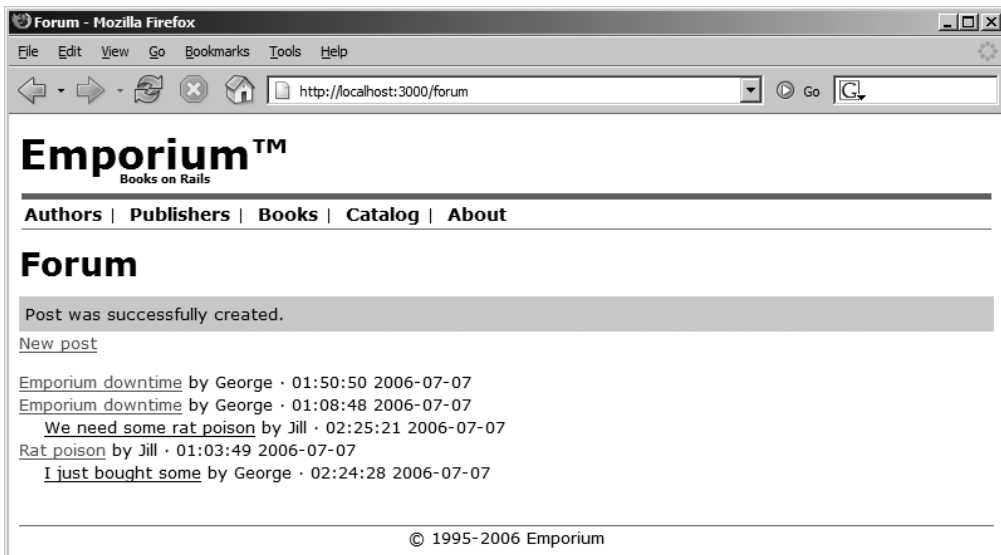 Forum - Mozilla Firefox
File Edit View Go Bookmarks Tools Help
http://localhost:3000/forum Go G
Emporium™
Books on Rails
Authors | Publishers | Books | Catalog | About
Forum
Post was successfully created.
New post
Emporium downtime by George · 01:50:50 2006-07-07
Emporium downtime by George · 01:08:48 2006-07-07
We need some rat poison by Jill · 02:25:21 2006-07-07
Rat poison by Jill · 01:03:49 2006-07-07
I just bought some by George · 02:24:28 2006-07-07
© 1995-2006 Emporium